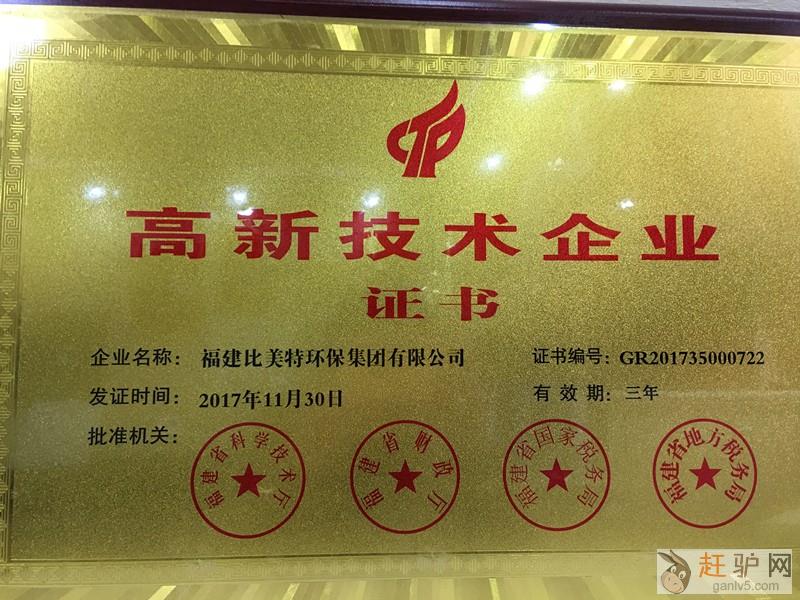 高新技术企业
证书
企业名称：福建比美特环保集团有限公司
证书编号：GR201735000722
发证时间：2017年11月30日
有效期：三年
批准机关：
福建省科学技术厅
福建省财政厅
福建省国家税务局
福建省地方税务局
赶驴网
ganlv5.com